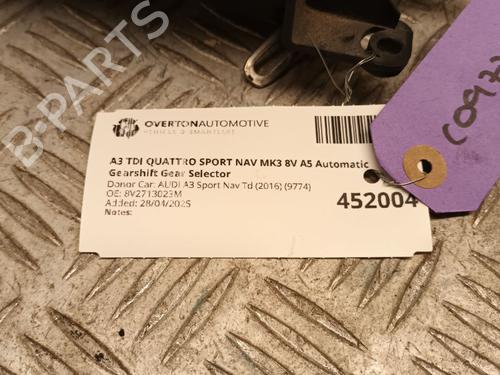 OVERTONAUTOMOTIVE
A3 TDI QUATTRO SPORT NAV MK3 8V A5 Automatic
Gearshift Gear Selector
Donor Car: AUDI A3 Sport Nav Td (2016) (9774)
OE: 8V2713023M
Added: 28/04/2025
Notes:
452004
B-PARTS